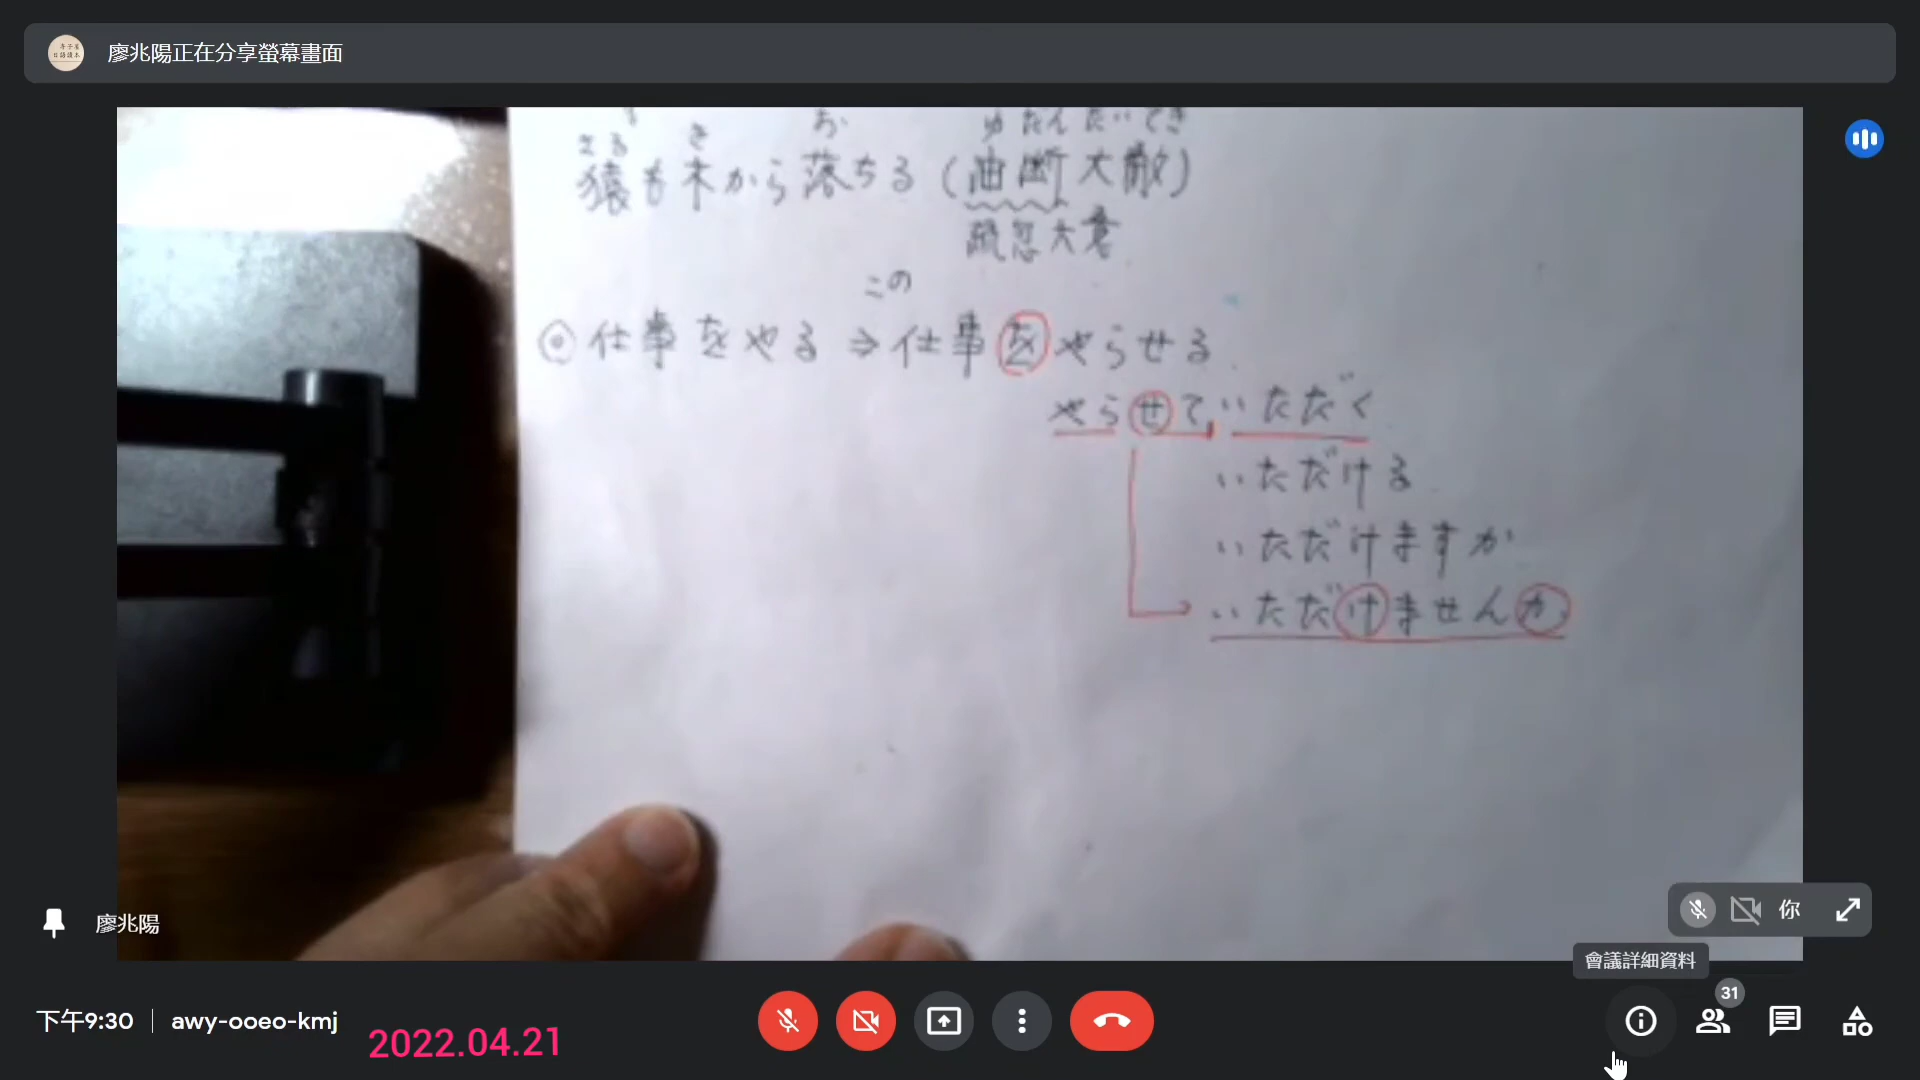 廖兆陽正在分享螢幕畫面
さる き お ゆだんたいてき
猿も木から落ちる(油断大敵)
疏忽大意
この
◎仕事をやる⇒仕事をやらせる
やらせていただく
いただける
いただけますか
いただけませんか
廖兆陽
你
會議詳細資料
31
下午9:30 awy-ooeo-kmj
2022.04.21